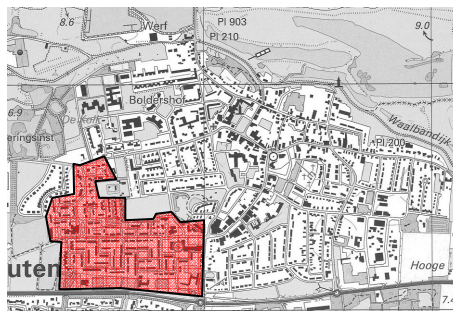 8.6
Werf
Pl 903
Pl 210
9.0
Boldershof
De Kolk
6.9
eringsinst
Waalbandijk
Pl 200
uten
Hooge
7.4